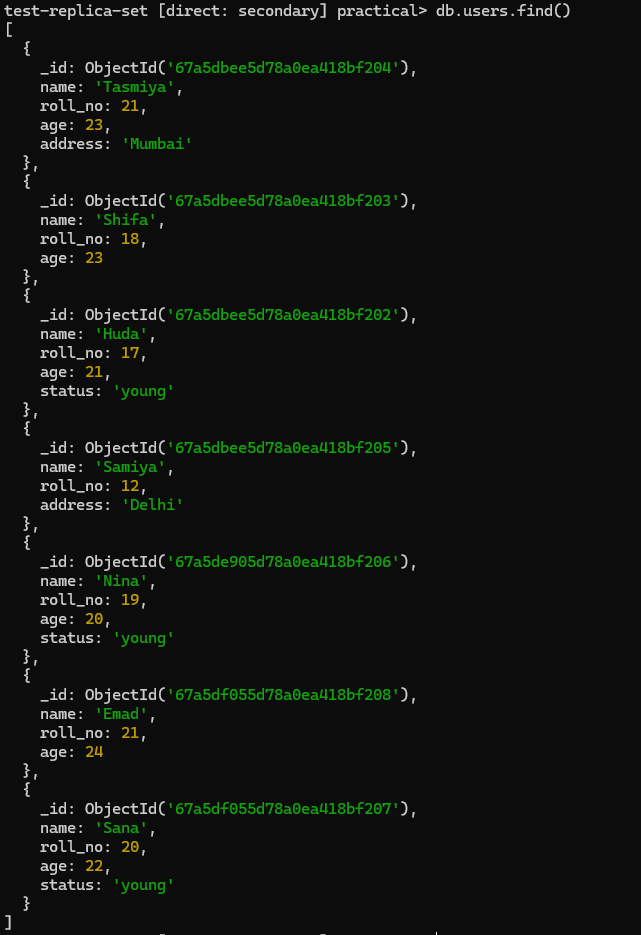 test-replica-set [direct: secondary] practical> db.users.find()
[
  {
    _id: ObjectId('67a5dbee5d78a0ea418bf204'),
    name: 'Tasmiya',
    roll_no: 21,
    age: 23,
    address: 'Mumbai'
  },
  {
    _id: ObjectId('67a5dbee5d78a0ea418bf203'),
    name: 'Shifa',
    roll_no: 18,
    age: 23
  },
  {
    _id: ObjectId('67a5dbee5d78a0ea418bf202'),
    name: 'Huda',
    roll_no: 17,
    age: 21,
    status: 'young'
  },
  {
    _id: ObjectId('67a5dbee5d78a0ea418bf205'),
    name: 'Samiya',
    roll_no: 12,
    address: 'Delhi'
  },
  {
    _id: ObjectId('67a5de905d78a0ea418bf206'),
    name: 'Nina',
    roll_no: 19,
    age: 20,
    status: 'young'
  },
  {
    _id: ObjectId('67a5df055d78a0ea418bf208'),
    name: 'Emad',
    roll_no: 21,
    age: 24
  },
  {
    _id: ObjectId('67a5df055d78a0ea418bf207'),
    name: 'Sana',
    roll_no: 20,
    age: 22,
    status: 'young'
  }
]